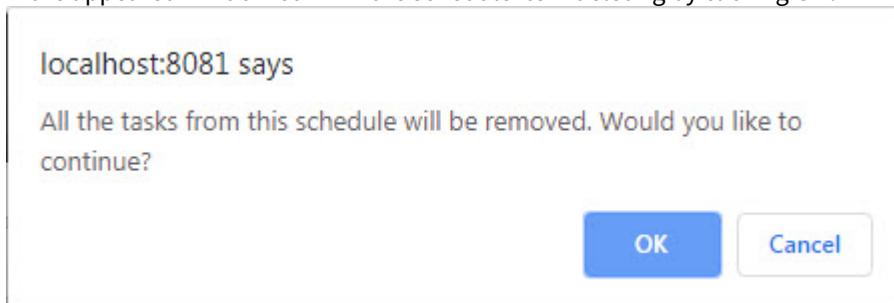 localhost:8081 says
All the tasks from this schedule will be removed. Would you like to
continue?
OK
Cancel